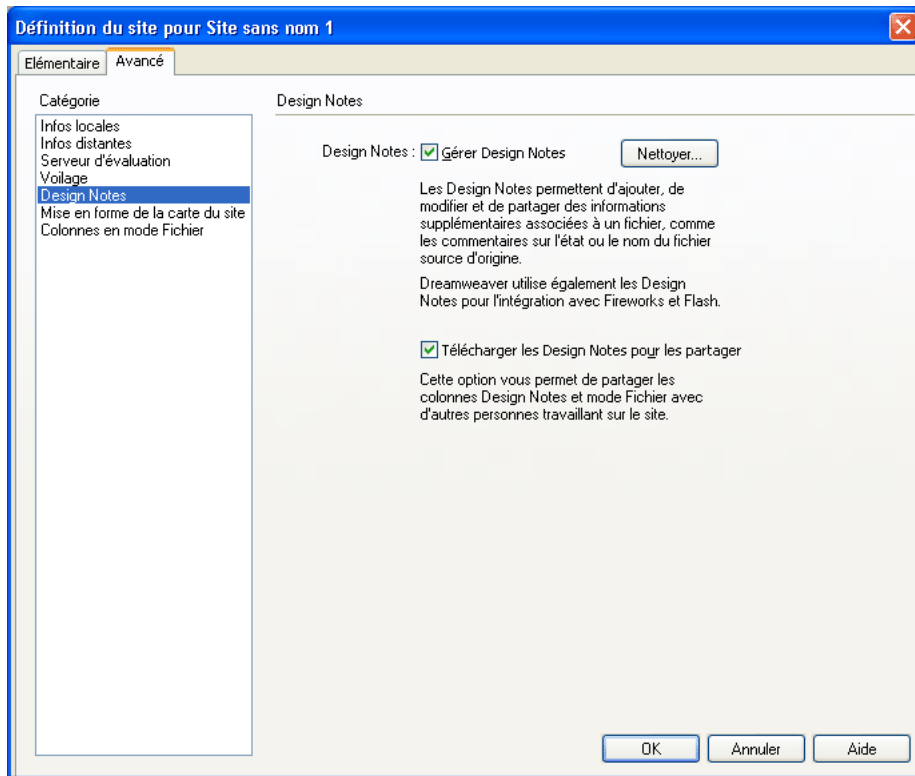 Définition du site pour Site sans nom 1
Elémentaire
Avancé
Catégorie
Infos locales
Infos distantes
Serveur d'évaluation
Voilage
Design Notes
Mise en forme de la carte du site
Colonnes en mode Fichier
Design Notes
Design Notes : Gérer Design Notes
Nettoyer...
Les Design Notes permettent d'ajouter, de
modifier et de partager des informations
supplémentaires associées à un fichier, comme
les commentaires sur l'état ou le nom du fichier
source d'origine.
Dreamweaver utilise également les Design
Notes pour l'intégration avec Fireworks et Flash.
Télécharger les Design Notes pour les partager
Cette option vous permet de partager les
colonnes Design Notes et mode Fichier avec
d'autres personnes travaillant sur le site.
OK
Annuler
Aide